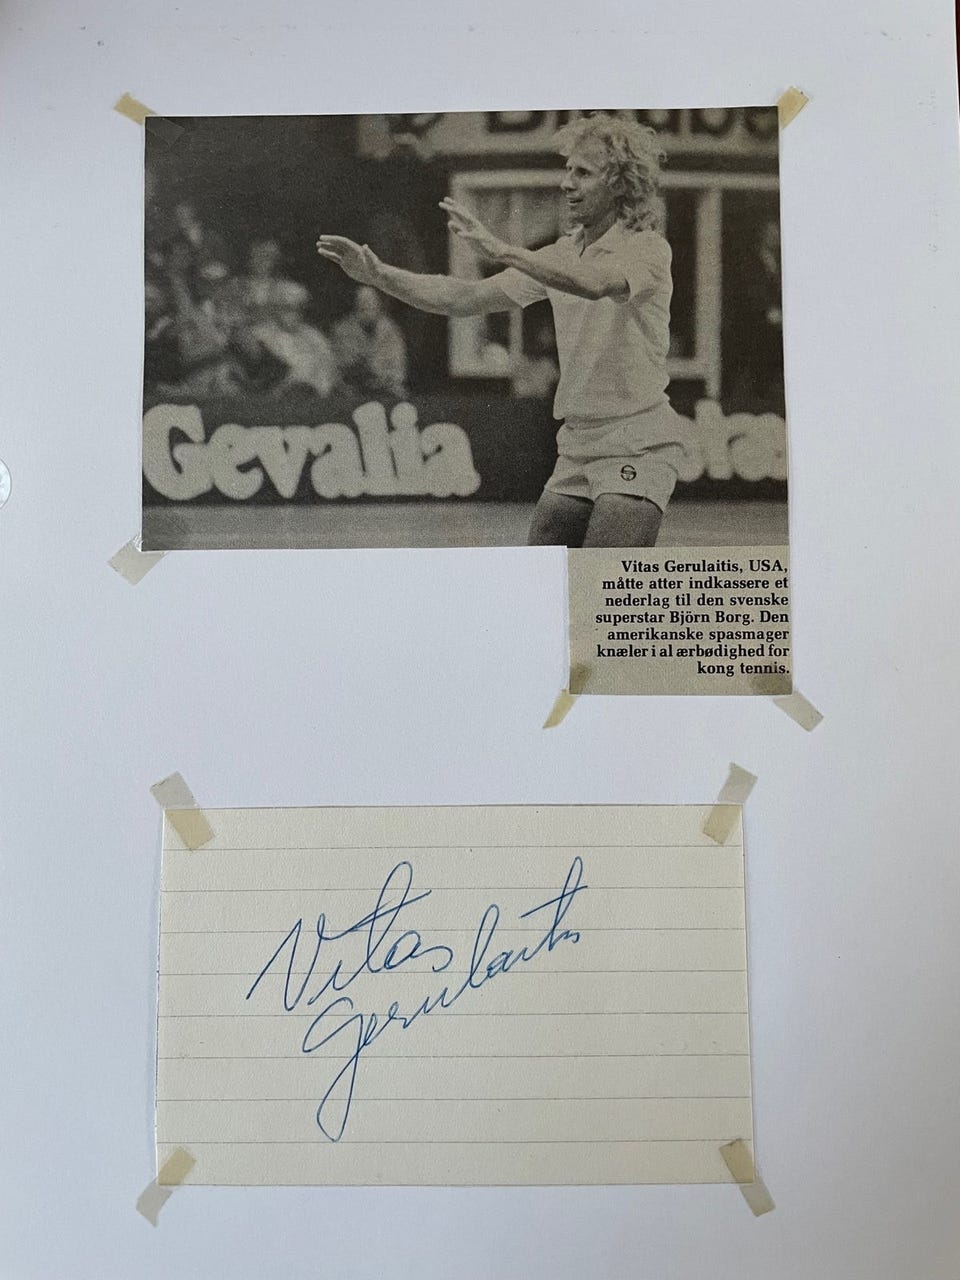 Gevalia
Vitas Gerulaitis, USA,
måtte atter indkassere et
nederlag til den svenske
superstar Björn Borg. Den
amerikanske spasmager
knæler i al ærbødighed for
kong tennis.
Vitas
Gerulaitis